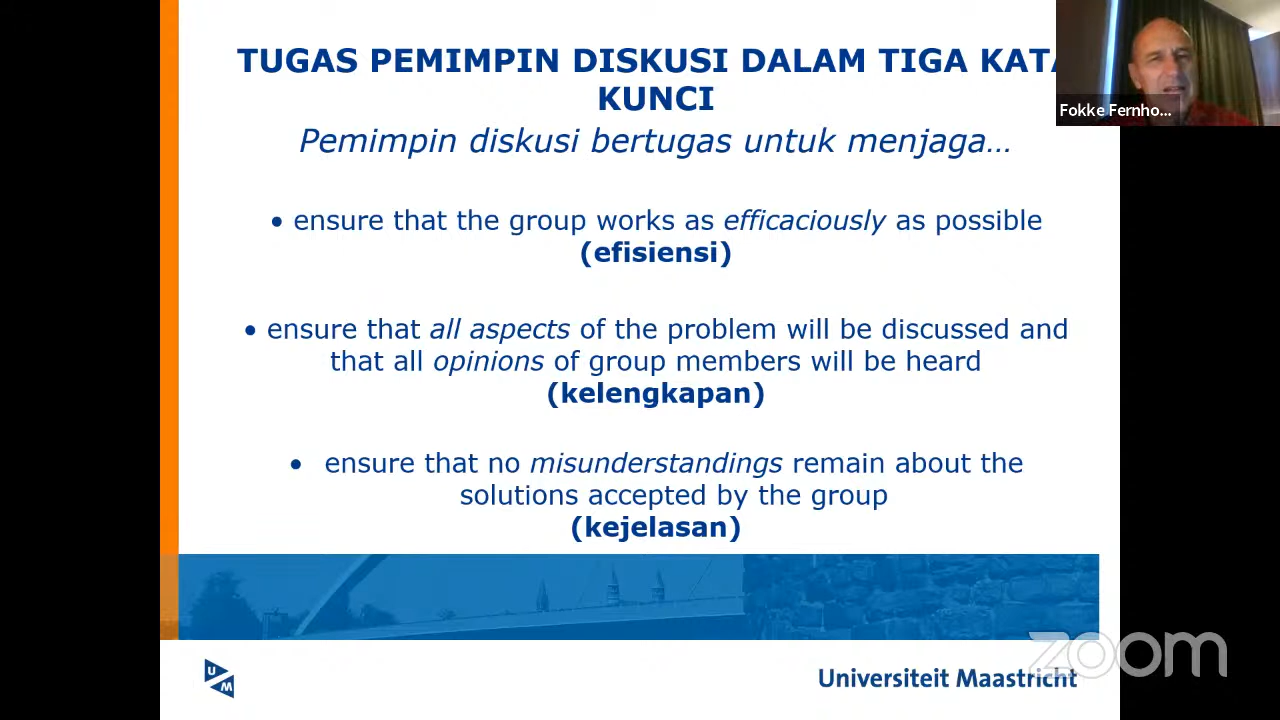 TUGAS PEMIMPIN DISKUSI DALAM TIGA KATA
KUNCI
Pemimpin diskusi bertugas untuk menjaga...
Fokke Fernho...
• ensure that the group works as efficaciously as possible
(efisiensi)
• ensure that all aspects of the problem will be discussed and
that all opinions of group members will be heard
(kelengkapan)
• ensure that no misunderstandings remain about the
solutions accepted by the group
(kejelasan)
zoom
UM
Universiteit Maastricht